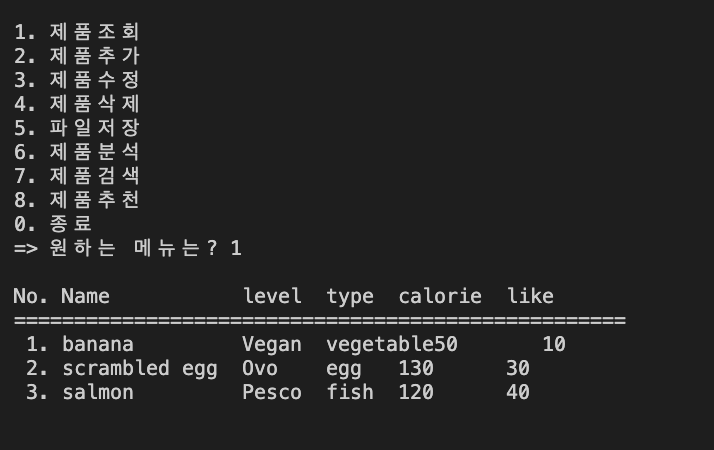 1. 제품조회
2. 제품추가
3. 제품수정
4. 제품삭제
5. 파일저장
6. 제품분석
7. 제품검색
8. 제품추천
0. 종료
=> 원하는 메뉴는? 1
No. Name           level  type  calorie  like
===================================================
 1. banana         Vegan  vegetable50       10
 2. scrambled egg  Ovo    egg   130      30
 3. salmon         Pesco  fish  120      40